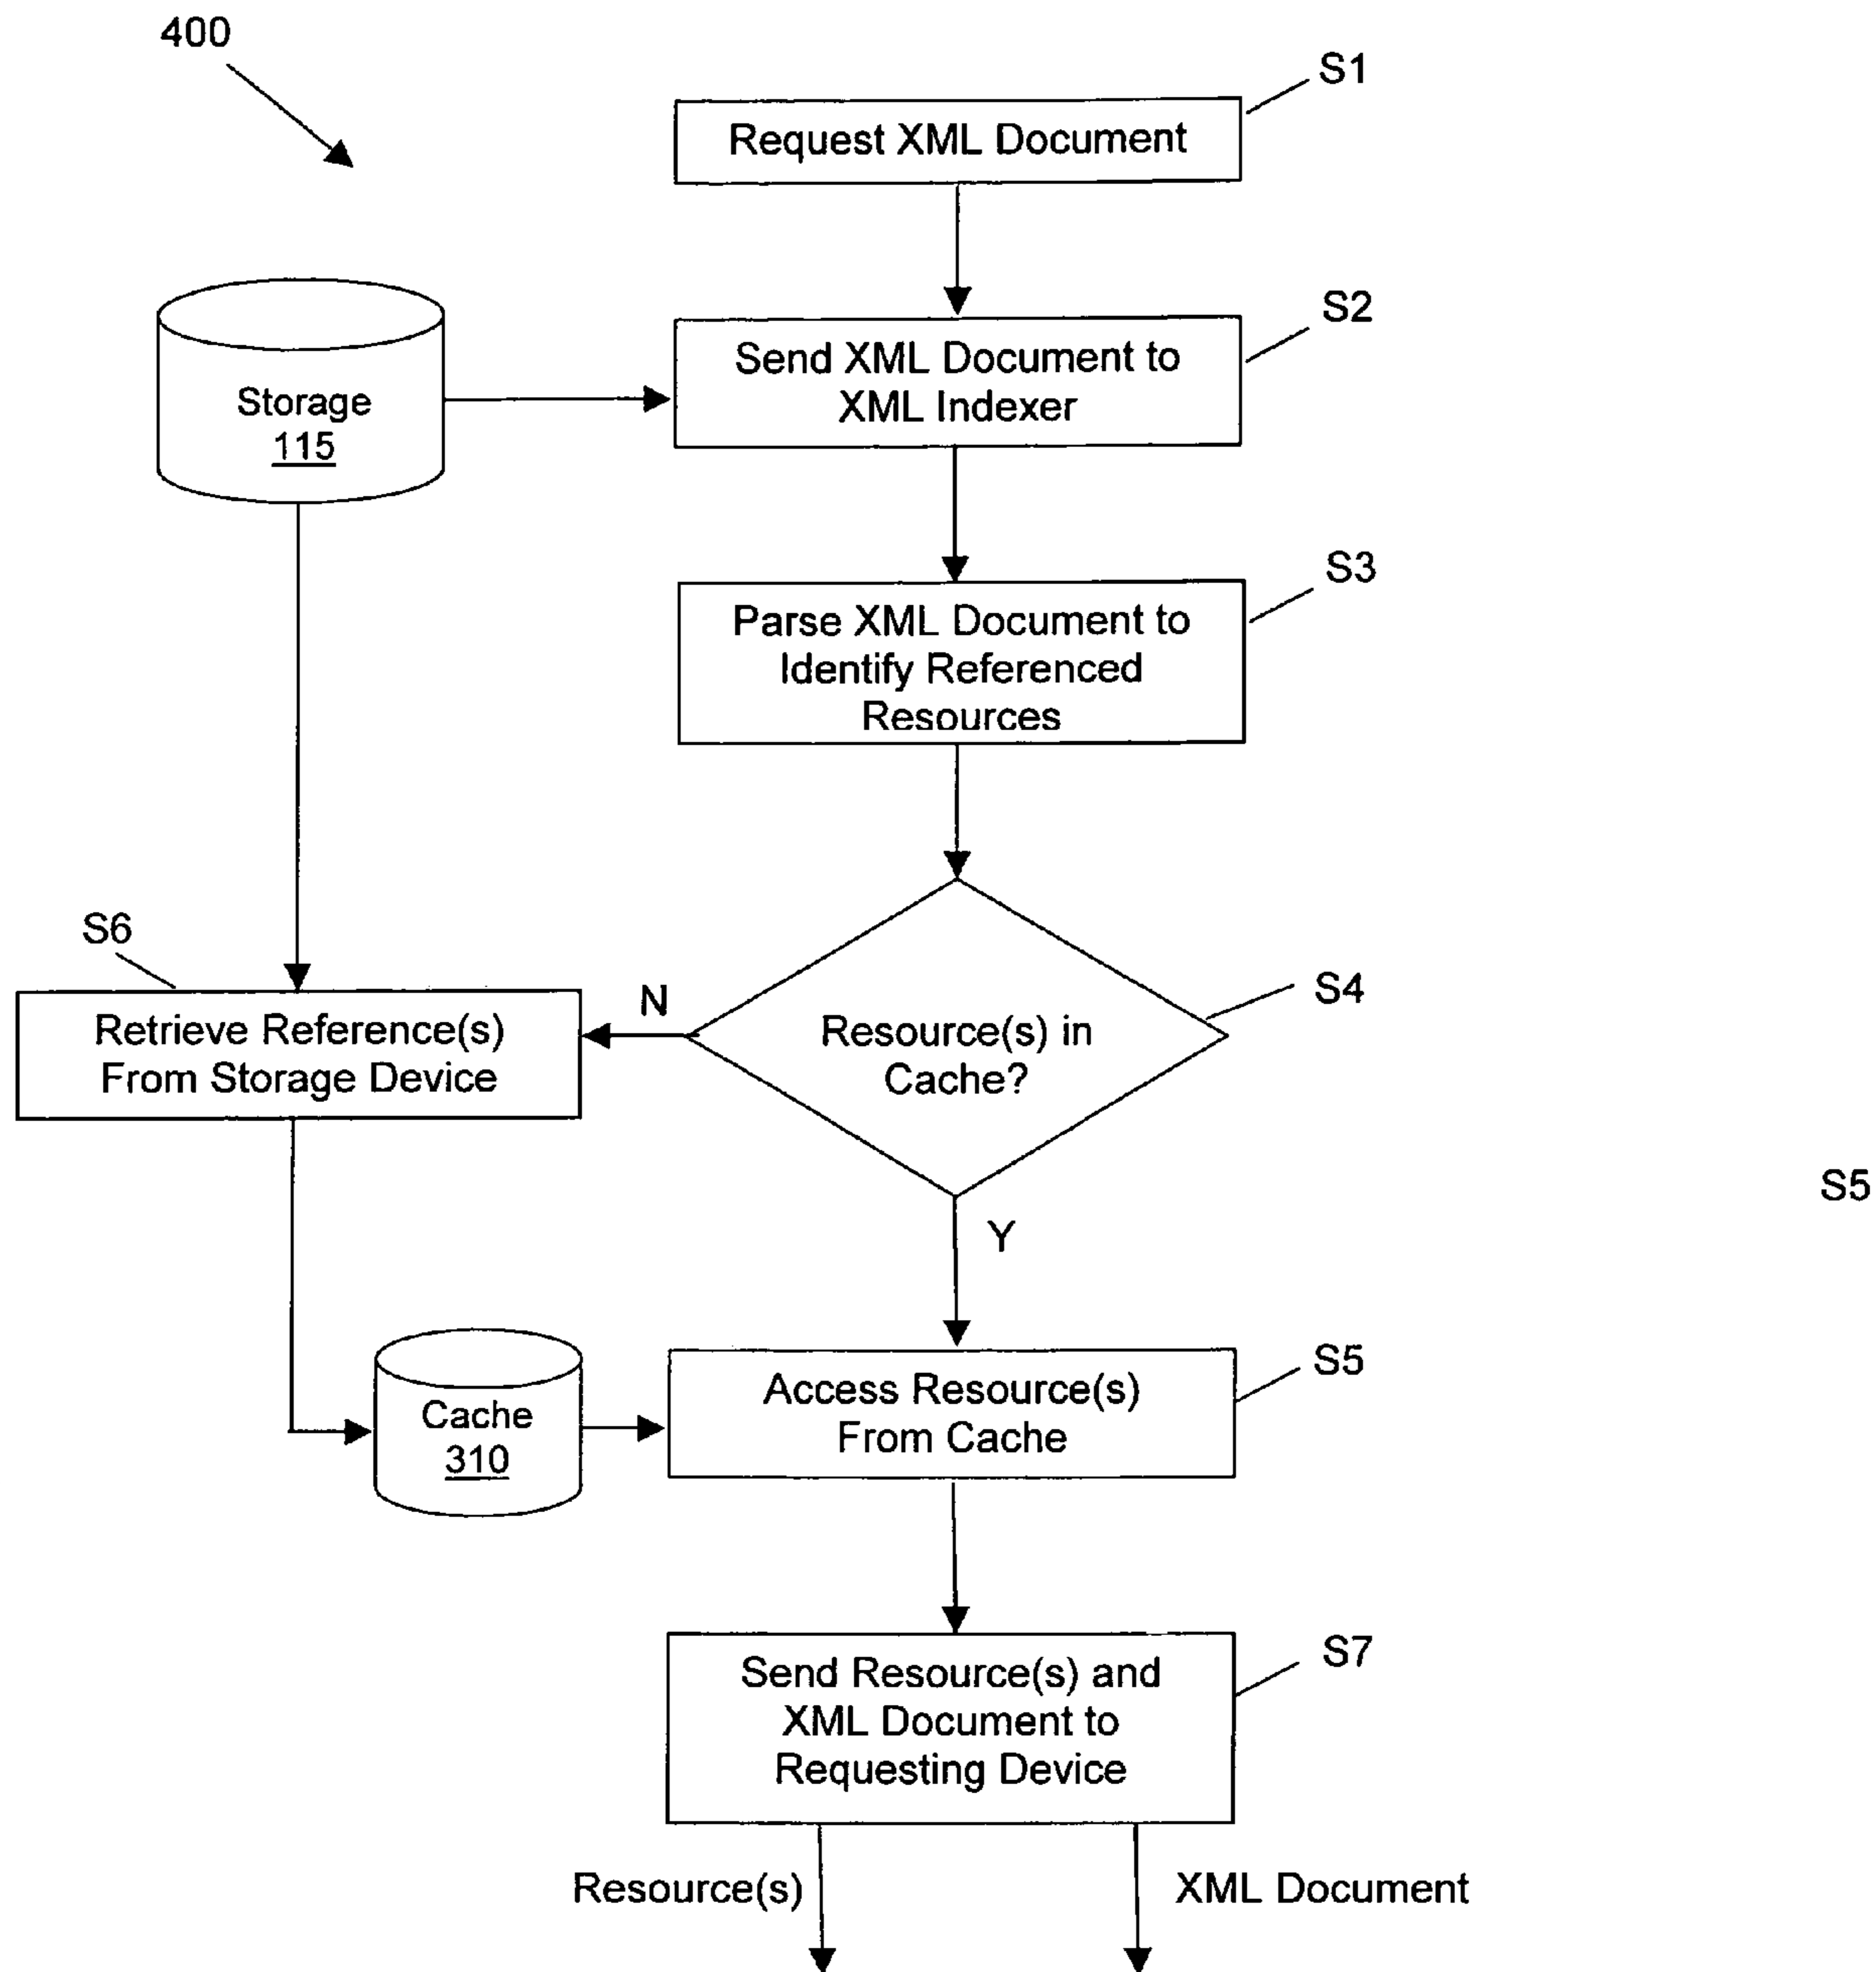 400
S1
Request XML Document
S2
Send XML Document to
XML Indexer
Storage
115
S3
Parse XML Document to
Identify Referenced
Resources
S6
Retrieve Reference(s)
From Storage Device
N
S4
Resource(s) in
Cache?
S5
Y
S5
Access Resource(s)
From Cache
Cache
310
S7
Send Resource(s) and
XML Document to
Requesting Device
Resource(s)
XML Document